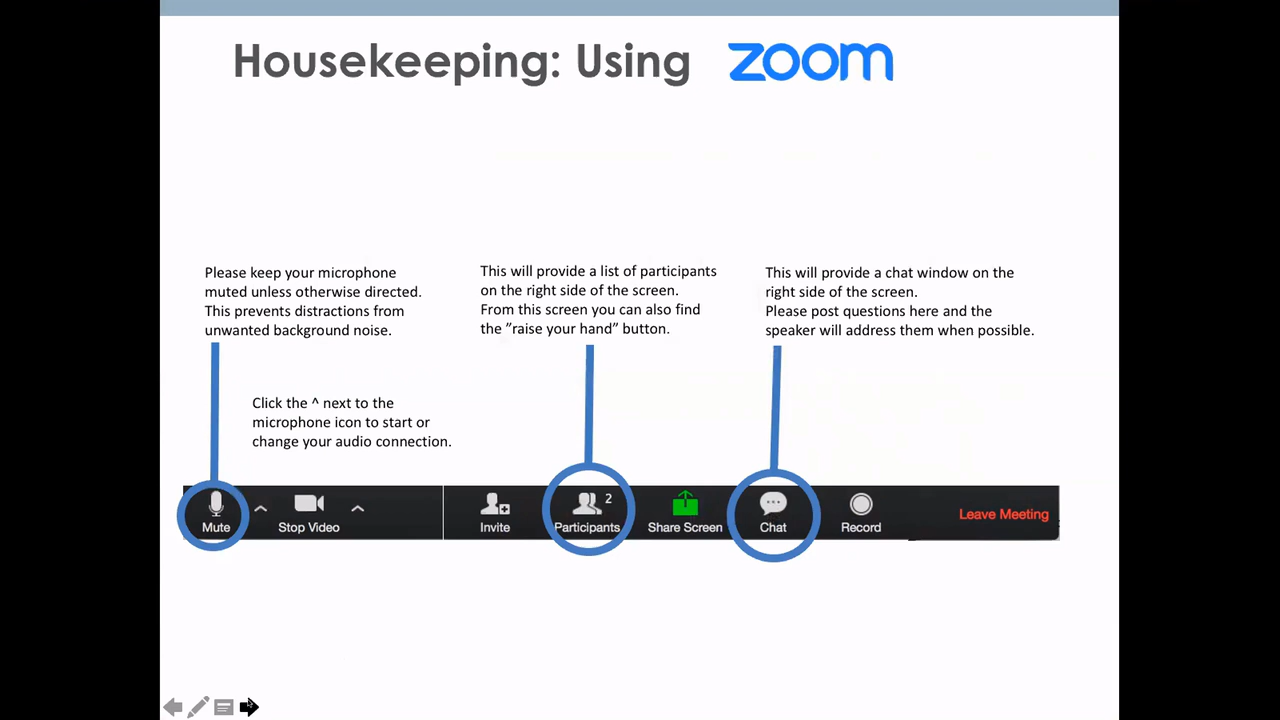 Housekeeping: Using zoom
Please keep your microphone
muted unless otherwise directed.
This prevents distractions from
unwanted background noise.
This will provide a list of participants
on the right side of the screen.
From this screen you can also find
the ”raise your hand” button.
This will provide a chat window on the
right side of the screen.
Please post questions here and the
speaker will address them when possible.
Click the ^ next to the
microphone icon to start or
change your audio connection.
Mute
Stop Video
Invite
Participants 2
Share Screen
Chat
Record
Leave Meeting